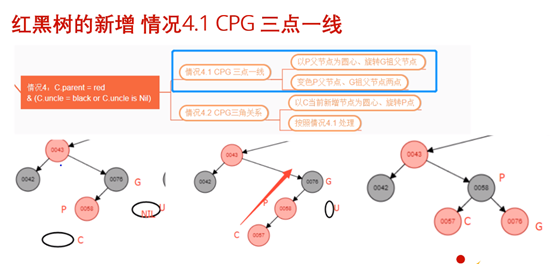 红黑树的新增 情况4.1 CPG 三点一线
情况4，C.parent = red
& (C.uncle = black or C.uncle is Nil)
情况4.1 CPG 三点一线
以P父节点为圆心、旋转G祖父节点
变色P父节点、G祖父节点两点
情况4.2 CPG三角关系
以C当前新增节点为圆心，旋转P点
按照情况4.1 处理
0043
0042
0076
G
P
0058
NIL
U
C
0043
0042
0076
G
P
0058
U
C
0057
0043
0042
0058
P
0057
C
0076
G